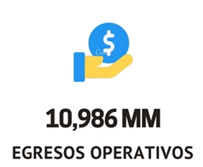 $
10,986 MM
EGRESOS OPERATIVOS